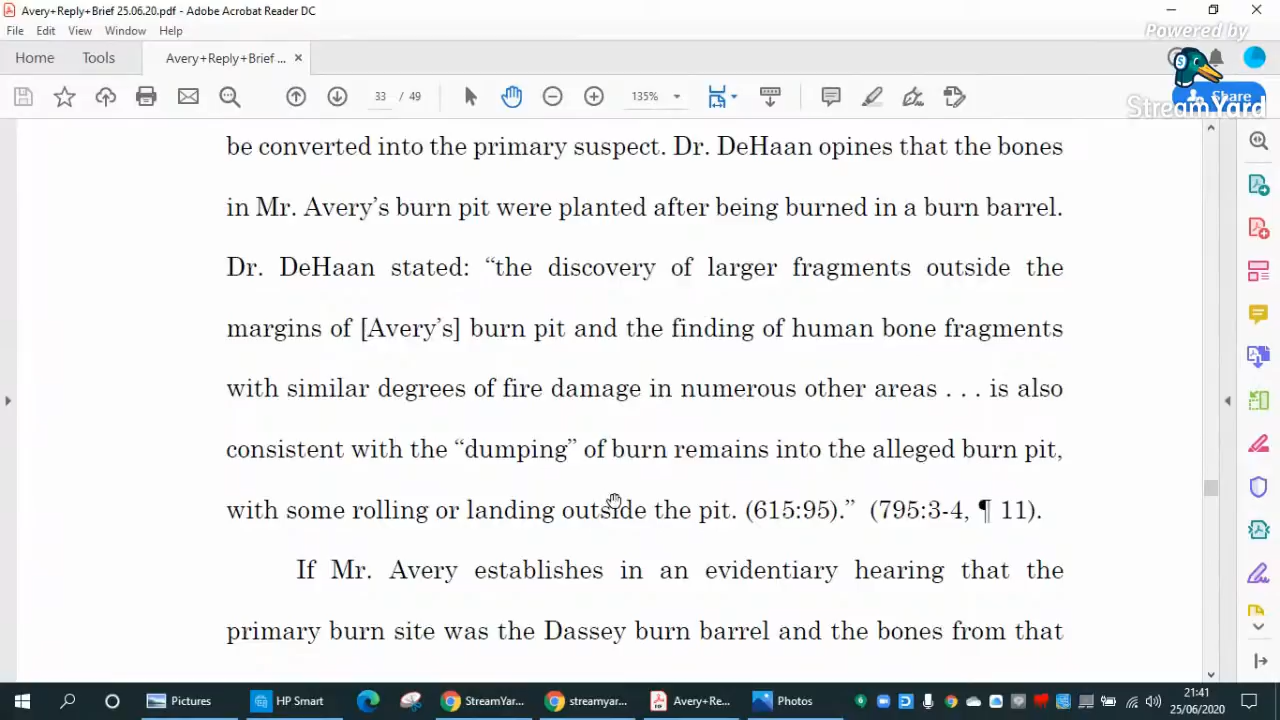 Avery+Reply+Brief 25.06.20.pdf - Adobe Acrobat Reader DC
File Edit View Window Help
Powered by
Home Tools Avery+Reply+Brief ... ×
33 / 49 135% Share
StreamYard
be converted into the primary suspect. Dr. DeHaan opines that the bones
in Mr. Avery’s burn pit were planted after being burned in a burn barrel.
Dr. DeHaan stated: “the discovery of larger fragments outside the
margins of [Avery’s] burn pit and the finding of human bone fragments
with similar degrees of fire damage in numerous other areas . . . is also
consistent with the “dumping” of burn remains into the alleged burn pit,
with some rolling or landing outside the pit. (615:95).” (795:3-4, ¶ 11).
If Mr. Avery establishes in an evidentiary hearing that the
primary burn site was the Dassey burn barrel and the bones from that
Pictures HP Smart StreamYar... streamyar... Avery+Re... Photos
21:41
25/06/2020